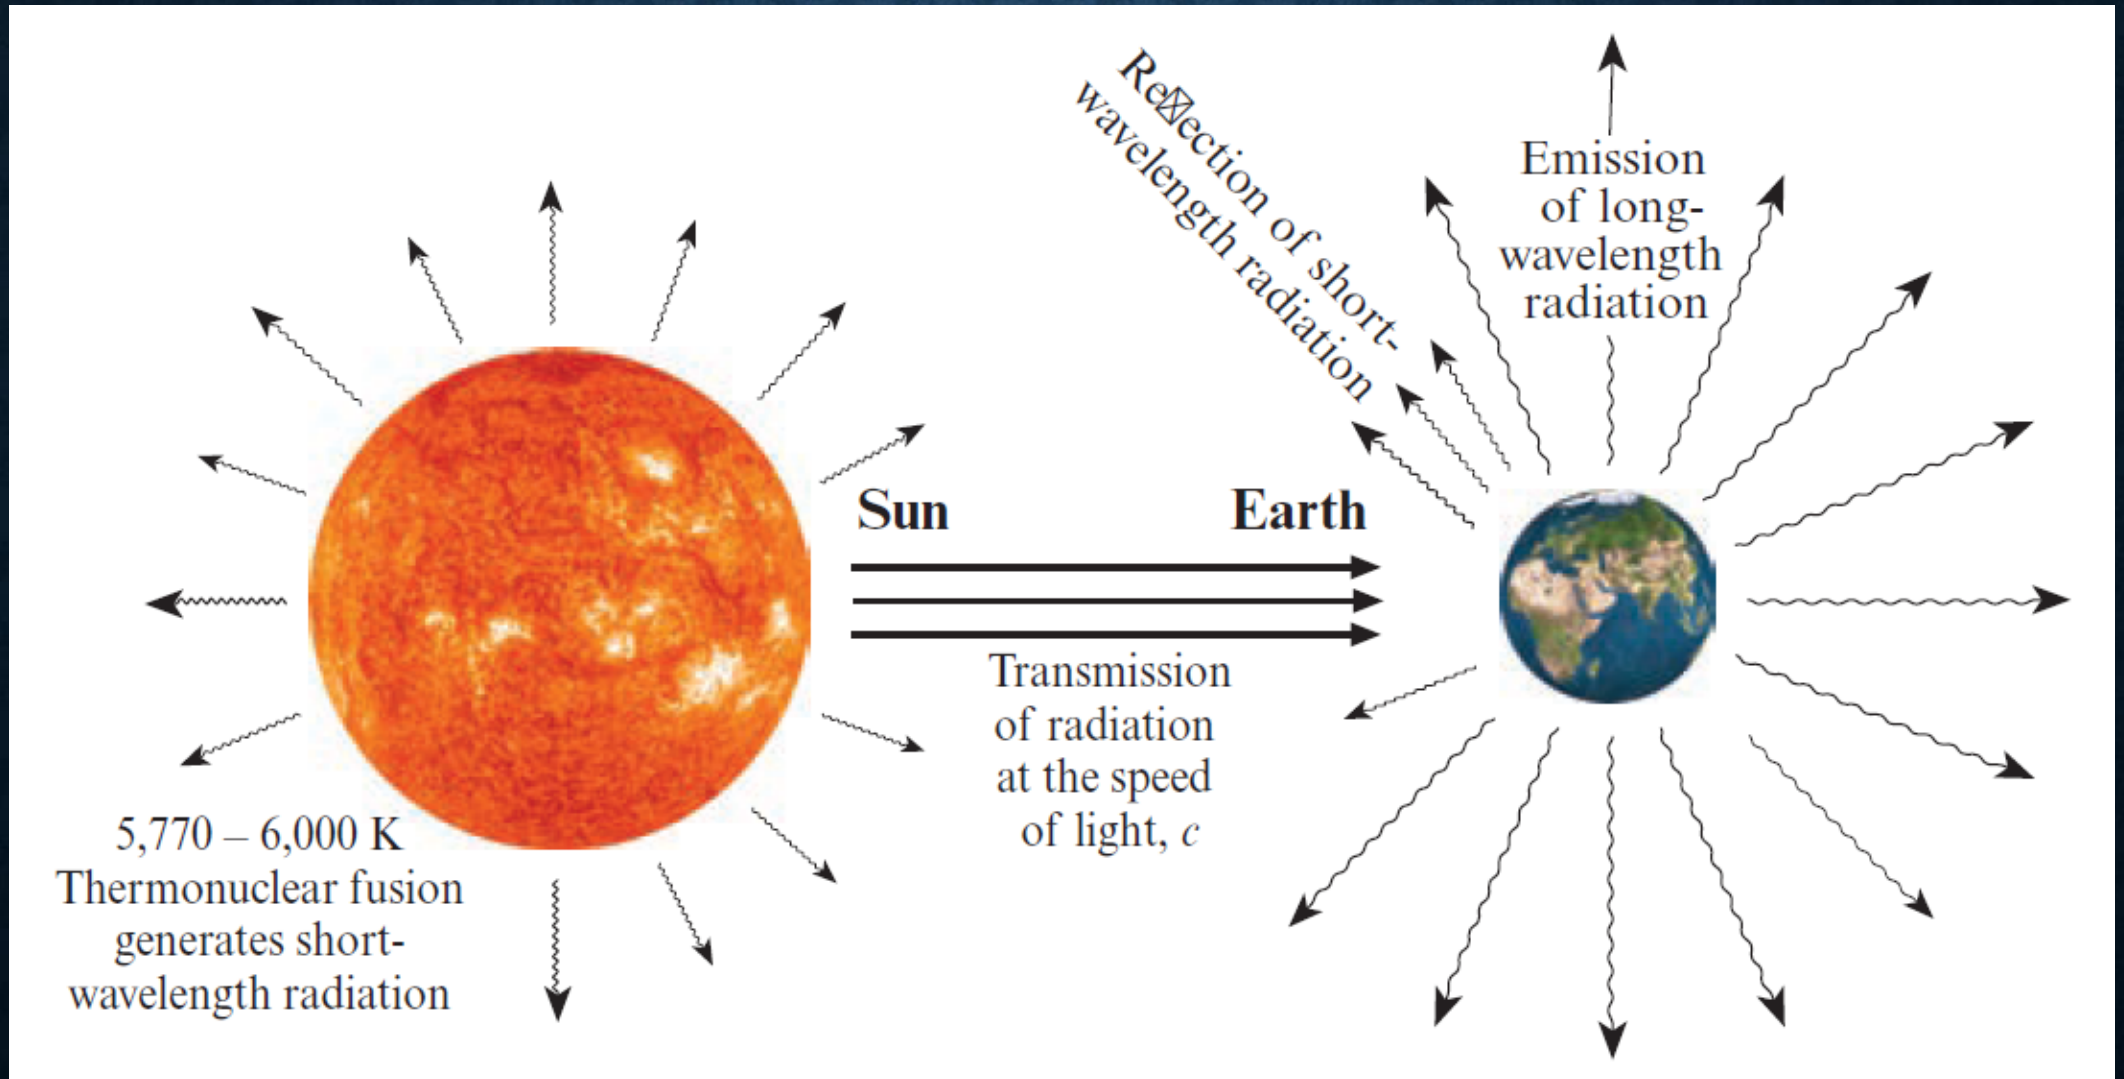 Re☒ection of short-
wavelength radiation
Emission
of long-
wavelength
radiation
Sun
Earth
Transmission
of radiation
at the speed
of light, c
5,770 – 6,000 K
Thermonuclear fusion
generates short-
wavelength radiation